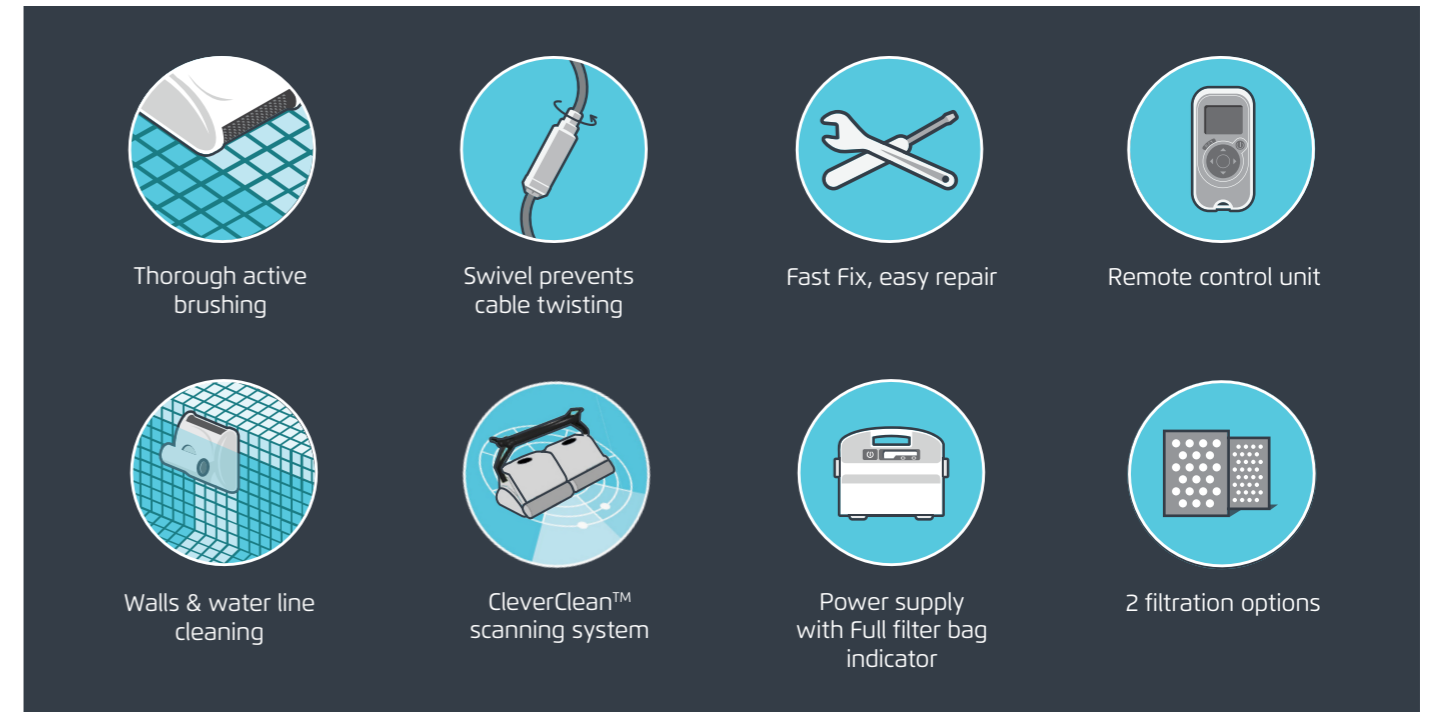 Thorough active
brushing
Swivel prevents
cable twisting
Fast Fix, easy repair
Remote control unit
Walls & water line
cleaning
CleverClean™
scanning system
Power supply
with Full filter bag
indicator
2 filtration options